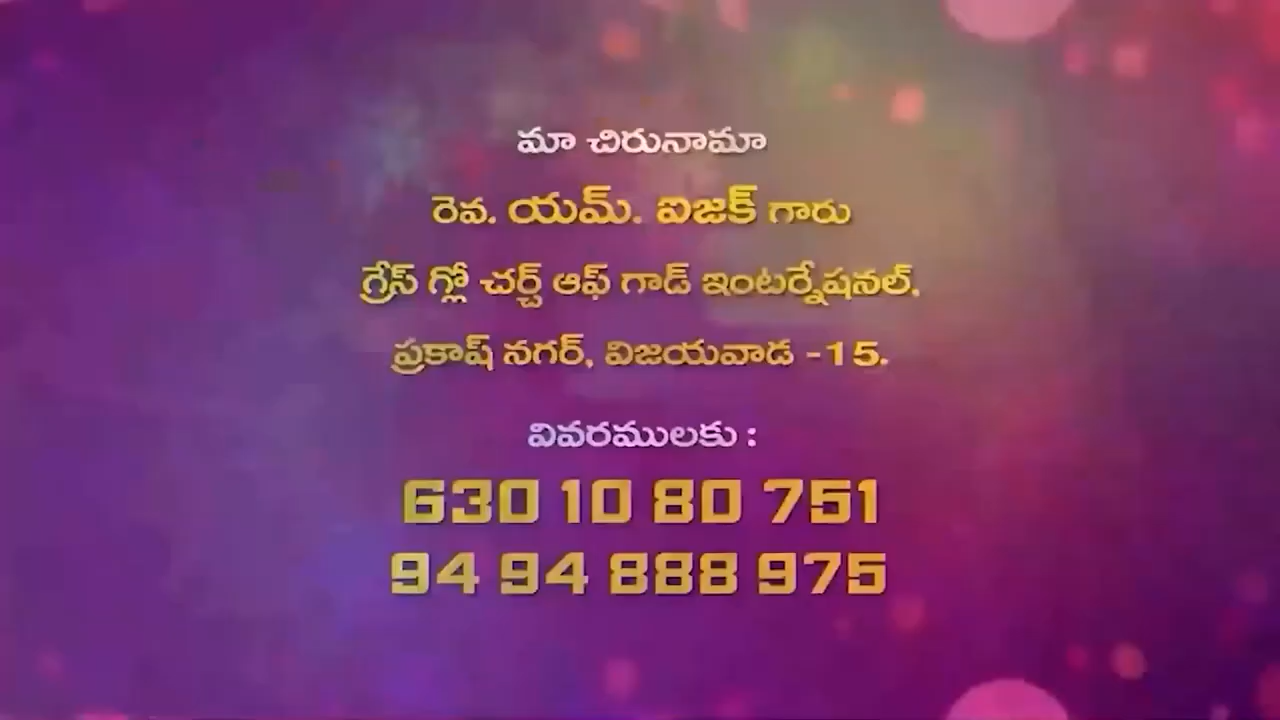 మా చిరునామా
రెవ. యమ్. ఐజక్ గారు
గ్రేస్ గ్లో చర్చ్ ఆఫ్ గాడ్ ఇంటర్నేషనల్.
ప్రకాష్ నగర్, విజయవాడ -15.
వివరములకు :
630 10 80 751
94 94 888 975